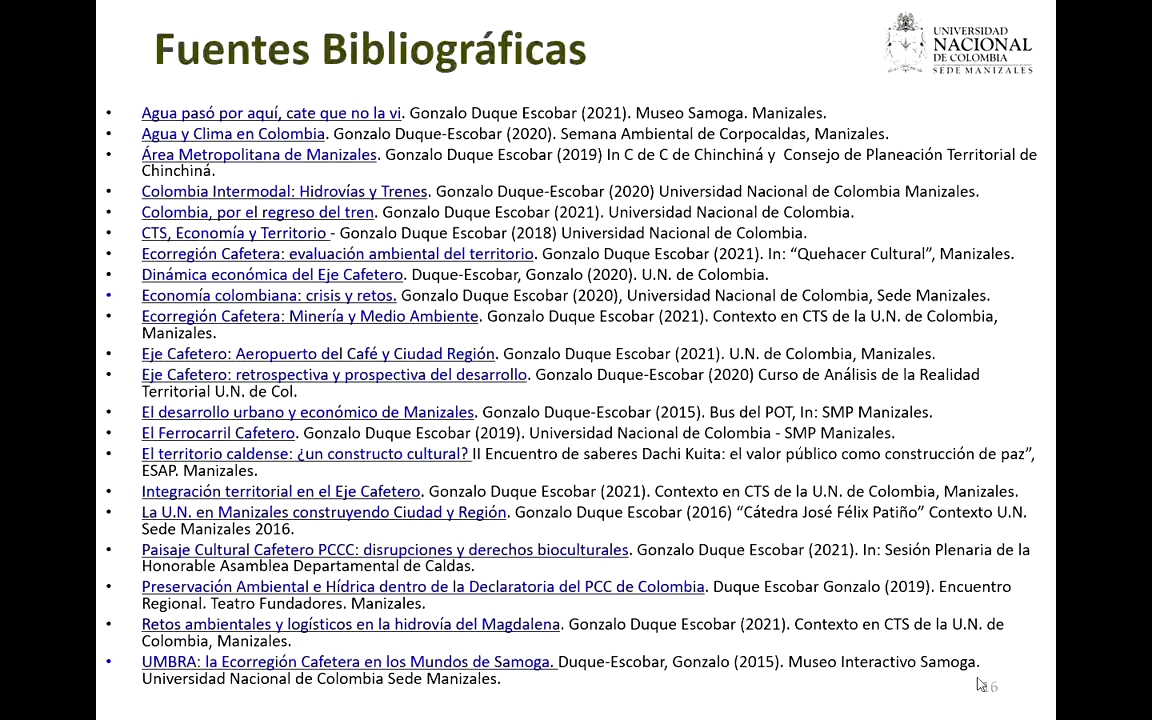 Fuentes Bibliográficas
UNIVERSIDAD
NACIONAL
DE COLOMBIA
SEDE MANIZALES
• Agua pasó por aquí, cate que no la vi. Gonzalo Duque Escobar (2021). Museo Samoga. Manizales.
• Agua y Clima en Colombia. Gonzalo Duque-Escobar (2020). Semana Ambiental de Corpocaldas, Manizales.
• Área Metropolitana de Manizales. Gonzalo Duque Escobar (2019) In C de C de Chinchiná y Consejo de Planeación Territorial de
Chinchiná.
• Colombia Intermodal: Hidrovías y Trenes. Gonzalo Duque-Escobar (2020) Universidad Nacional de Colombia Manizales.
• Colombia, por el regreso del tren. Gonzalo Duque Escobar (2021). Universidad Nacional de Colombia.
• CTS, Economía y Territorio - Gonzalo Duque Escobar (2018) Universidad Nacional de Colombia.
• Ecorregión Cafetera: evaluación ambiental del territorio. Gonzalo Duque Escobar (2021). In: “Quehacer Cultural”, Manizales.
• Dinámica económica del Eje Cafetero. Duque-Escobar, Gonzalo (2020). U.N. de Colombia.
• Economía colombiana: crisis y retos. Gonzalo Duque Escobar (2020), Universidad Nacional de Colombia, Sede Manizales.
• Ecorregión Cafetera: Minería y Medio Ambiente. Gonzalo Duque Escobar (2021). Contexto en CTS de la U.N. de Colombia,
Manizales.
• Eje Cafetero: Aeropuerto del Café y Ciudad Región. Gonzalo Duque Escobar (2021). U.N. de Colombia, Manizales.
• Eje Cafetero: retrospectiva y prospectiva del desarrollo. Gonzalo Duque-Escobar (2020) Curso de Análisis de la Realidad
Territorial U.N. de Col.
• El desarrollo urbano y económico de Manizales. Gonzalo Duque-Escobar (2015). Bus del POT, In: SMP Manizales.
• El Ferrocarril Cafetero. Gonzalo Duque Escobar (2019). Universidad Nacional de Colombia - SMP Manizales.
• El territorio caldense: ¿un constructo cultural? II Encuentro de saberes Dachi Kuita: el valor público como construcción de paz”,
ESAP. Manizales.
• Integración territorial en el Eje Cafetero. Gonzalo Duque Escobar (2021). Contexto en CTS de la U.N. de Colombia, Manizales.
• La U.N. en Manizales construyendo Ciudad y Región. Gonzalo Duque Escobar (2016) “Cátedra José Félix Patiño” Contexto U.N.
Sede Manizales 2016.
• Paisaje Cultural Cafetero PCCC: disrupciones y derechos bioculturales. Gonzalo Duque Escobar (2021). In: Sesión Plenaria de la
Honorable Asamblea Departamental de Caldas.
• Preservación Ambiental e Hídrica dentro de la Declaratoria del PCC de Colombia. Duque Escobar Gonzalo (2019). Encuentro
Regional. Teatro Fundadores. Manizales.
• Retos ambientales y logísticos en la hidrovía del Magdalena. Gonzalo Duque Escobar (2021). Contexto en CTS de la U.N. de
Colombia, Manizales.
• UMBRA: la Ecorregión Cafetera en los Mundos de Samoga. Duque-Escobar, Gonzalo (2015). Museo Interactivo Samoga.
Universidad Nacional de Colombia Sede Manizales.